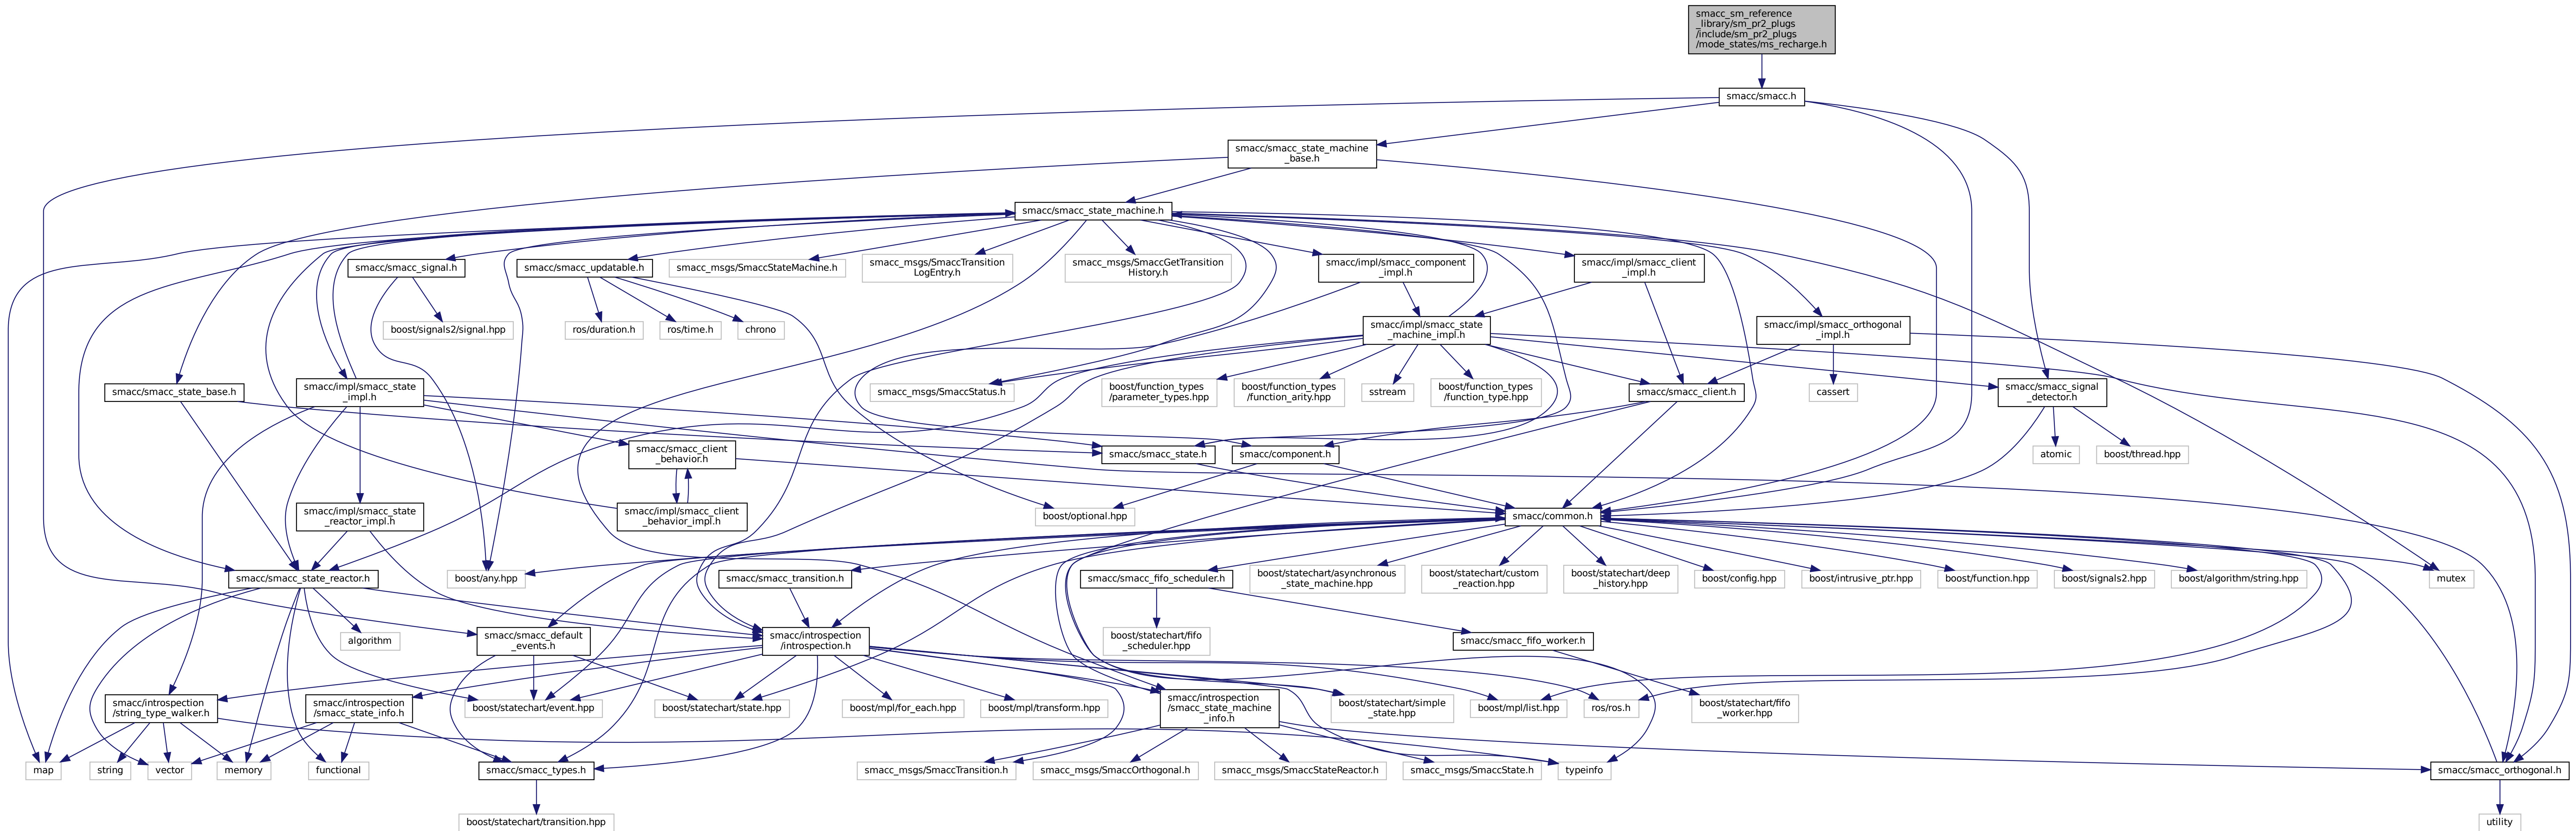 smacc_sm_reference
_library/sm_pr2_plugs
/include/sm_pr2_plugs
/mode_states/ms_recharge.h
smacc/smacc.h
smacc/smacc_state_machine
_base.h
smacc/smacc_state_machine.h
smacc/smacc_signal.h
smacc/smacc_updatable.h
smacc_msgs/SmaccStateMachine.h
smacc_msgs/SmaccTransition
LogEntry.h
smacc_msgs/SmaccGetTransition
History.h
smacc/impl/smacc_component
_impl.h
smacc/impl/smacc_client
_impl.h
boost/signals2/signal.hpp
ros/duration.h
ros/time.h
chrono
smacc/impl/smacc_state
_machine_impl.h
smacc/impl/smacc_orthogonal
_impl.h
smacc/smacc_state_base.h
smacc/impl/smacc_state
_impl.h
smacc_msgs/SmaccStatus.h
boost/function_types
/parameter_types.hpp
boost/function_types
/function_arity.hpp
sstream
boost/function_types
/function_type.hpp
smacc/smacc_client.h
cassert
smacc/smacc_signal
_detector.h
smacc/smacc_client
_behavior.h
smacc/smacc_state.h
smacc/component.h
atomic
boost/thread.hpp
smacc/impl/smacc_state
_reactor_impl.h
smacc/impl/smacc_client
_behavior_impl.h
boost/optional.hpp
smacc/common.h
smacc/smacc_state_reactor.h
boost/any.hpp
smacc/smacc_transition.h
smacc/smacc_fifo_scheduler.h
boost/statechart/asynchronous
_state_machine.hpp
boost/statechart/custom
_reaction.hpp
boost/statechart/deep
_history.hpp
boost/config.hpp
boost/intrusive_ptr.hpp
boost/function.hpp
boost/signals2.hpp
boost/algorithm/string.hpp
mutex
algorithm
smacc/smacc_default
_events.h
smacc/introspection
/introspection.h
boost/statechart/fifo
_scheduler.hpp
smacc/smacc_fifo_worker.h
smacc/introspection
/string_type_walker.h
smacc/introspection
/smacc_state_info.h
boost/statechart/event.hpp
boost/statechart/state.hpp
boost/mpl/for_each.hpp
boost/mpl/transform.hpp
smacc/introspection
/smacc_state_machine
_info.h
boost/statechart/simple
_state.hpp
boost/mpl/list.hpp
ros/ros.h
boost/statechart/fifo
_worker.hpp
map
string
vector
memory
functional
smacc/smacc_types.h
smacc_msgs/SmaccTransition.h
smacc_msgs/SmaccOrthogonal.h
smacc_msgs/SmaccStateReactor.h
smacc_msgs/SmaccState.h
typeinfo
smacc/smacc_orthogonal.h
boost/statechart/transition.hpp
utility